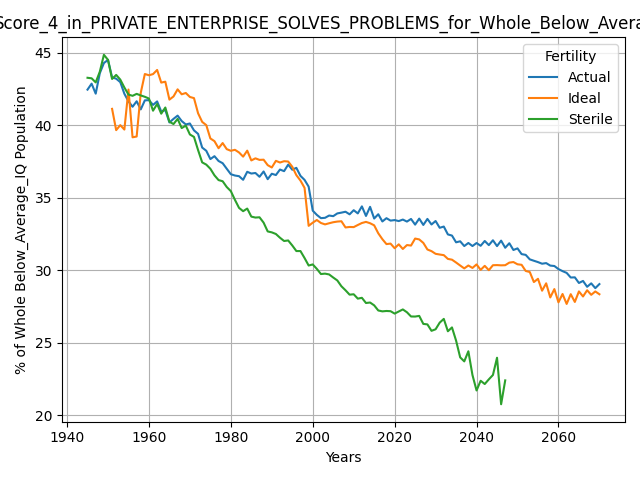 Score_4_in_PRIVATE_ENTERPRISE_SOLVES_PROBLEMS_for_Whole_Below_Avera
Fertility
Actual
Ideal
Sterile
% of Whole Below_Average_IQ Population
45
40
35
30
25
20
1940 1960 1980 2000 2020 2040 2060
Years